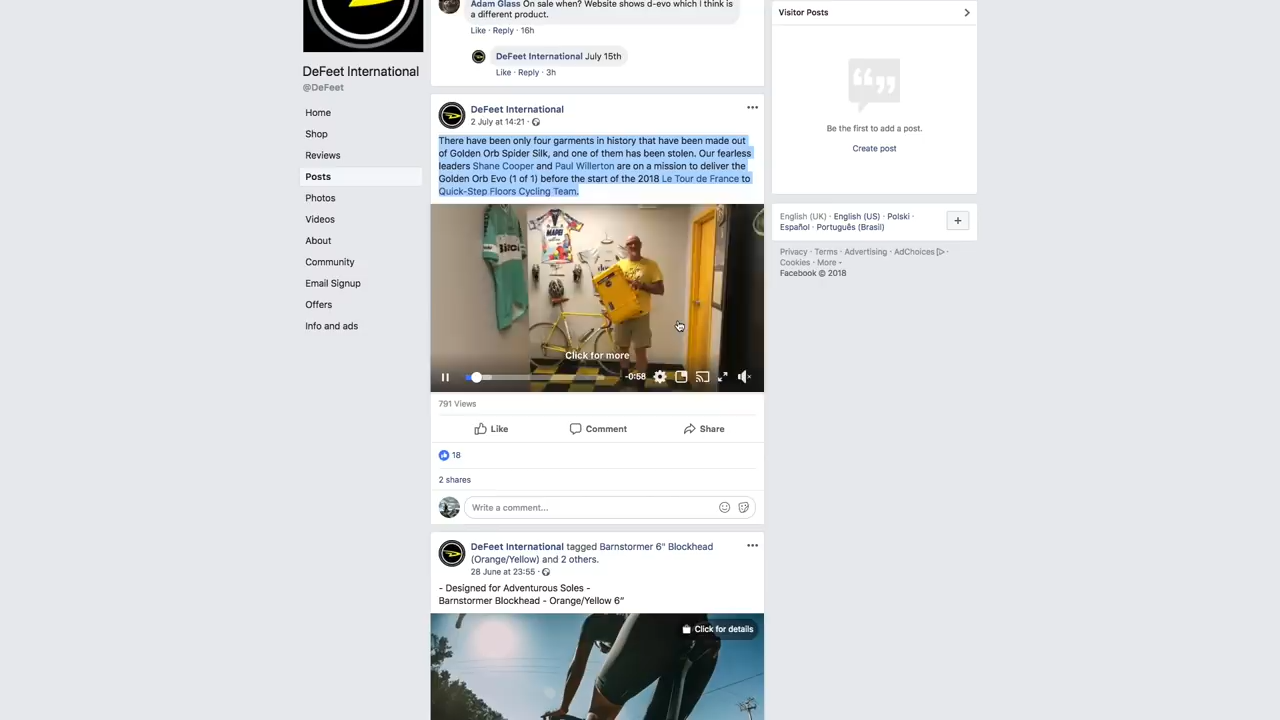 Adam Glass On sale when? Website shows d-evo which I think is
a different product.
Like · Reply · 16h
DeFeet International July 15th
Like · Reply · 3h
DeFeet International
@DeFeet
Home
Shop
Reviews
Posts
Photos
Videos
About
Community
Email Signup
Offers
Info and ads
DeFeet International
2 July at 14:21 ·
There have been only four garments in history that have been made out
of Golden Orb Spider Silk, and one of them has been stolen. Our fearless
leaders Shane Cooper and Paul Willerton are on a mission to deliver the
Golden Orb Evo (1 of 1) before the start of the 2018 Le Tour de France to
Quick-Step Floors Cycling Team.
MAPEI
Click for more
-0:58
791 Views
Like Comment Share
18
2 shares
Write a comment...
DeFeet International tagged Barnstormer 6" Blockhead
(Orange/Yellow) and 2 others.
28 June at 23:55 ·
- Designed for Adventurous Soles -
Barnstormer Blockhead - Orange/Yellow 6"
Click for details
Visitor Posts
Be the first to add a post.
Create post
English (UK) · English (US) · Polski ·
Español · Português (Brasil)
Privacy · Terms · Advertising · AdChoices ·
Cookies · More
Facebook © 2018